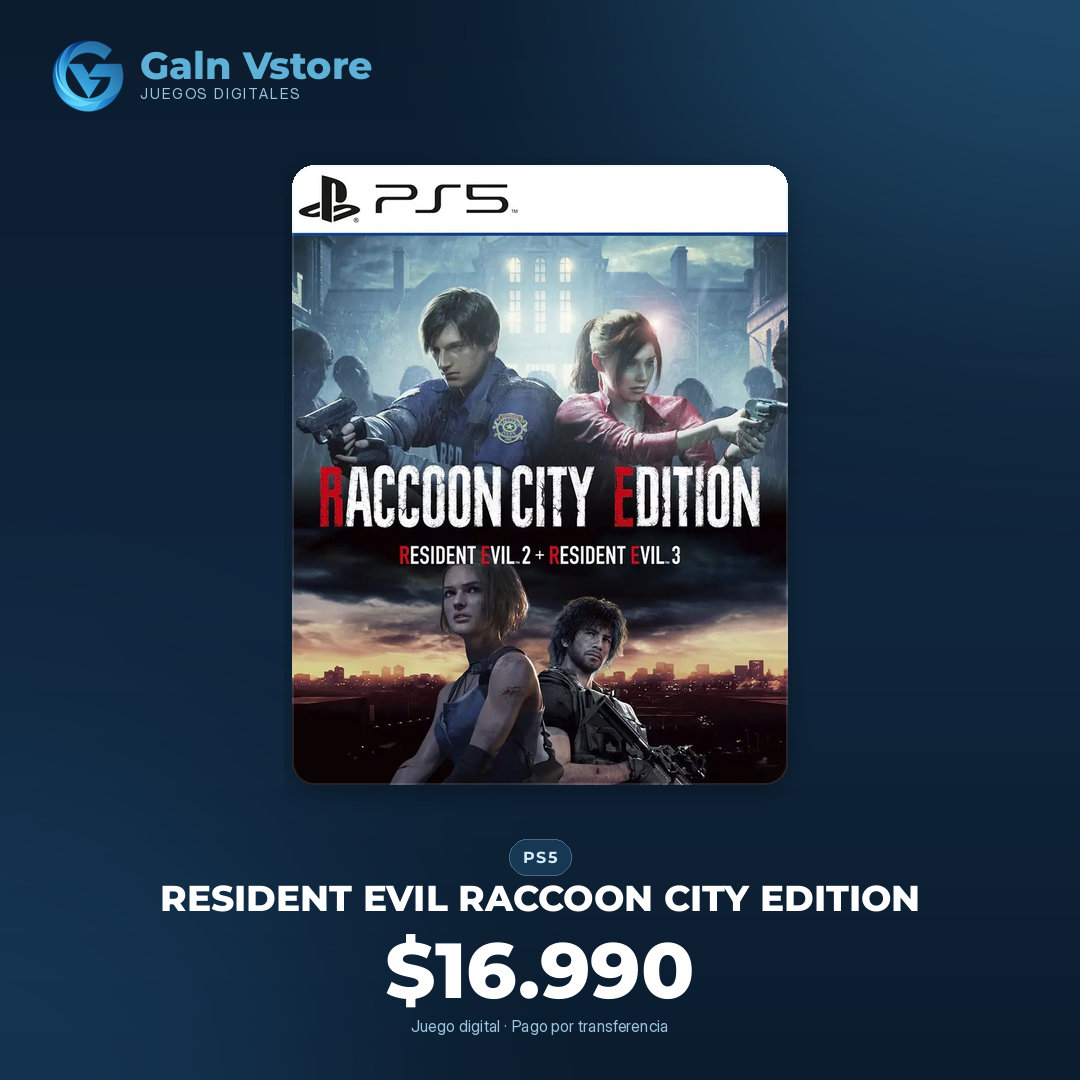 GaIn Vstore
JUEGOS DIGITALES
PS5
RACCOON CITY EDITION
RESIDENT EVIL 2 + RESIDENT EVIL 3
PS5
RESIDENT EVIL RACCOON CITY EDITION
$16.990
Juego digital · Pago por transferencia